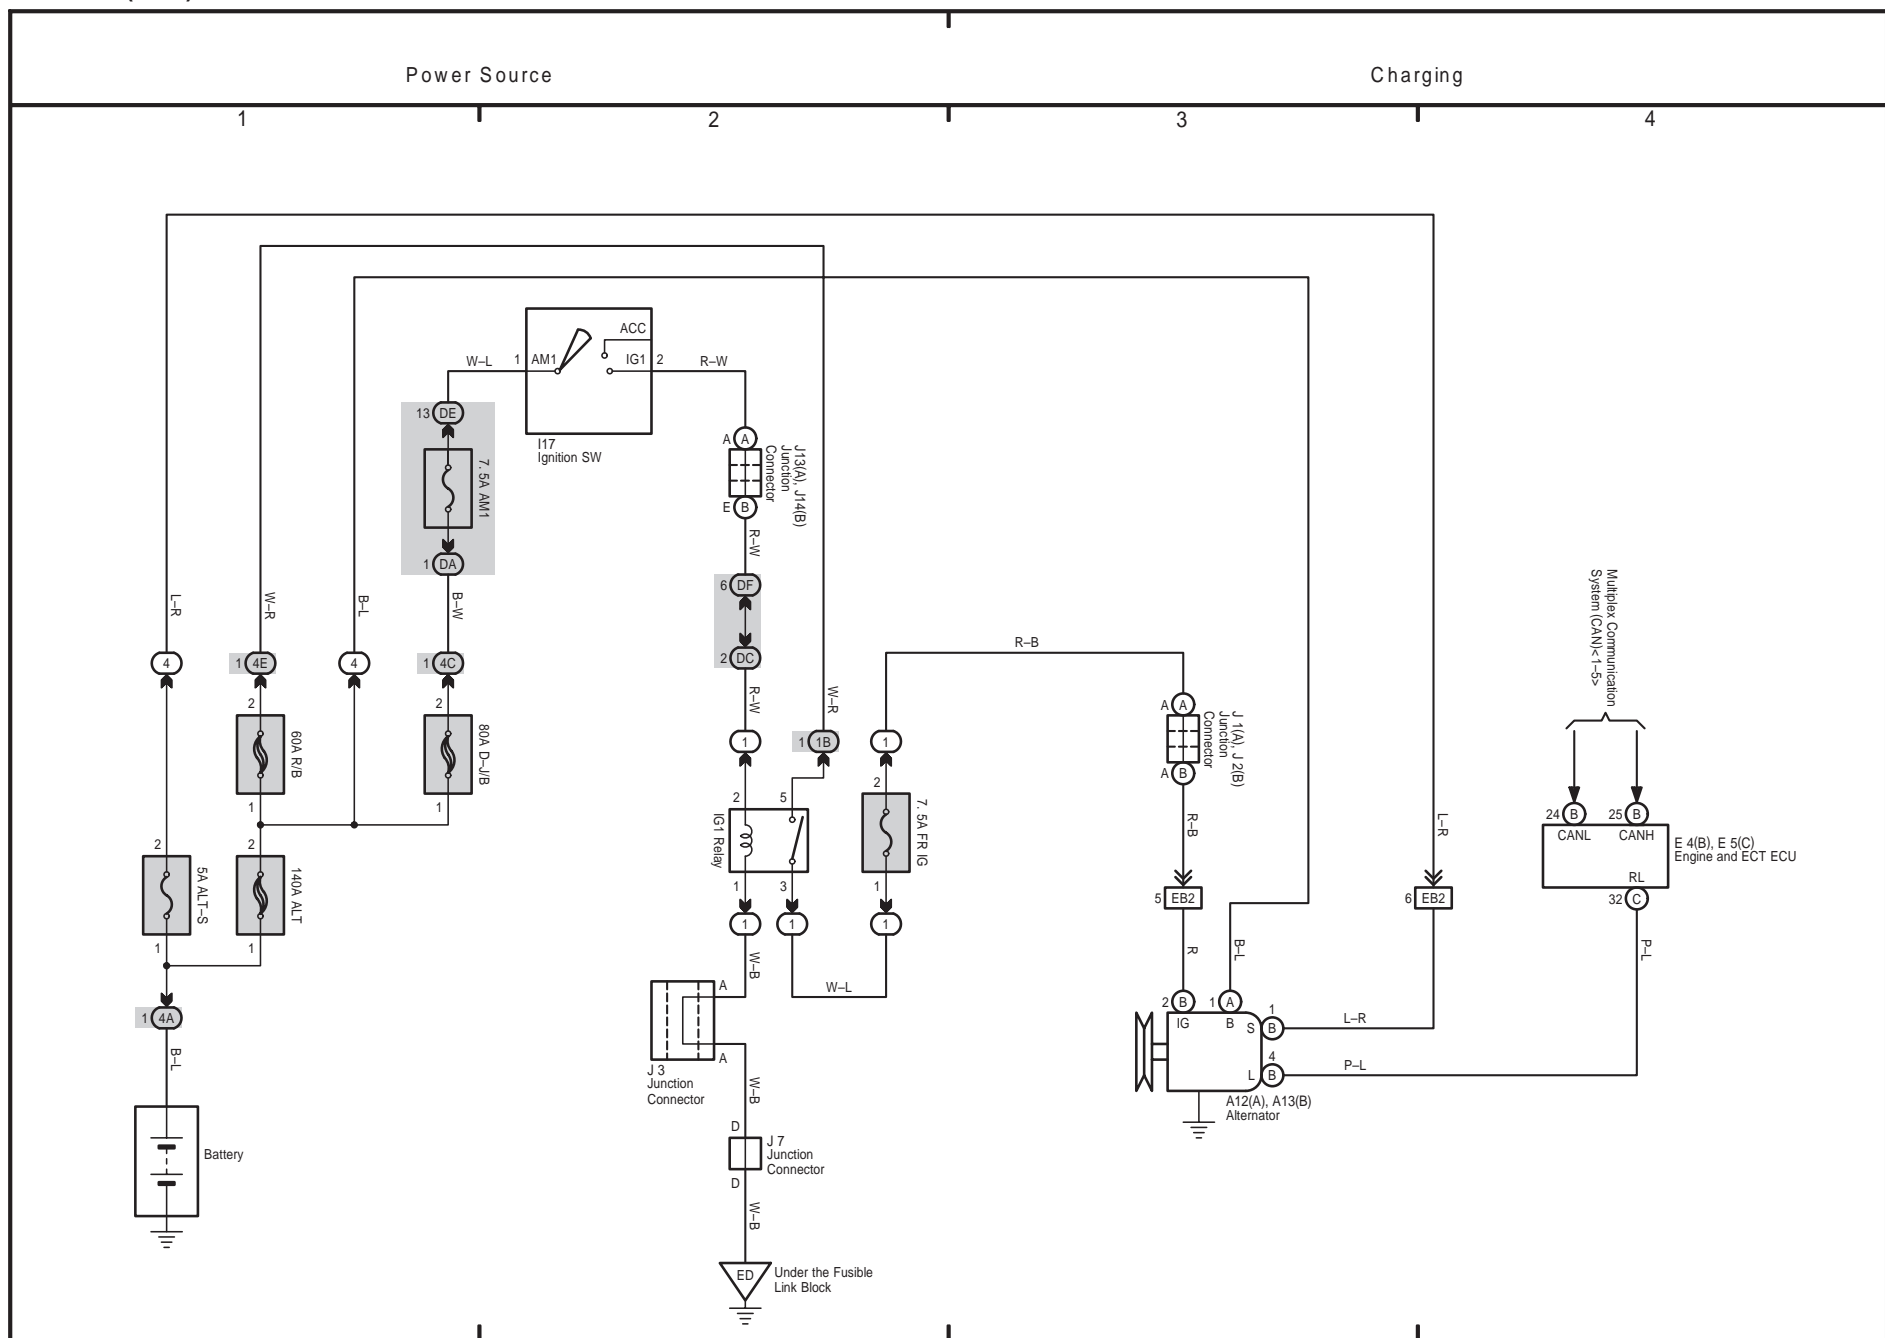 Power Source
Charging
1
2
3
4
ACC
W–L
1
AM1
IG1
2
R–W
13
DE
I17
Ignition SW
7. 5A AM1
1
DA
A
A
J13(A), J14(B)
Junction
Connector
E
B
R–W
6
DF
2
DC
R–W
L–R
W–R
B–L
B–W
4
1
4E
4
1
4C
2
60A R/B
1
2
80A D–J/B
1
2
5A ALT–S
1
2
140A ALT
1
1
4A
B–L
Battery
R–B
W–R
1
1
1B
1
2
5
IG1 Relay
1
3
2
7. 5A FR IG
1
1
1
1
W–B
W–L
A
A
J 3
Junction
Connector
W–B
D
J 7
Junction
Connector
D
W–B
ED
Under the Fusible
Link Block
A
A
J 1(A), J 2(B)
Junction
Connector
A
B
R–B
5
EB2
R
B–L
L–R
6
EB2
2
B
1
A
IG
B
S
1
B
L–R
L
4
B
P–L
A12(A), A13(B)
Alternator
Multiplex Communication
System (CAN)<1–5>
24
B
25
B
CANL
CANH
E 4(B), E 5(C)
Engine and ECT ECU
RL
32
C
P–L